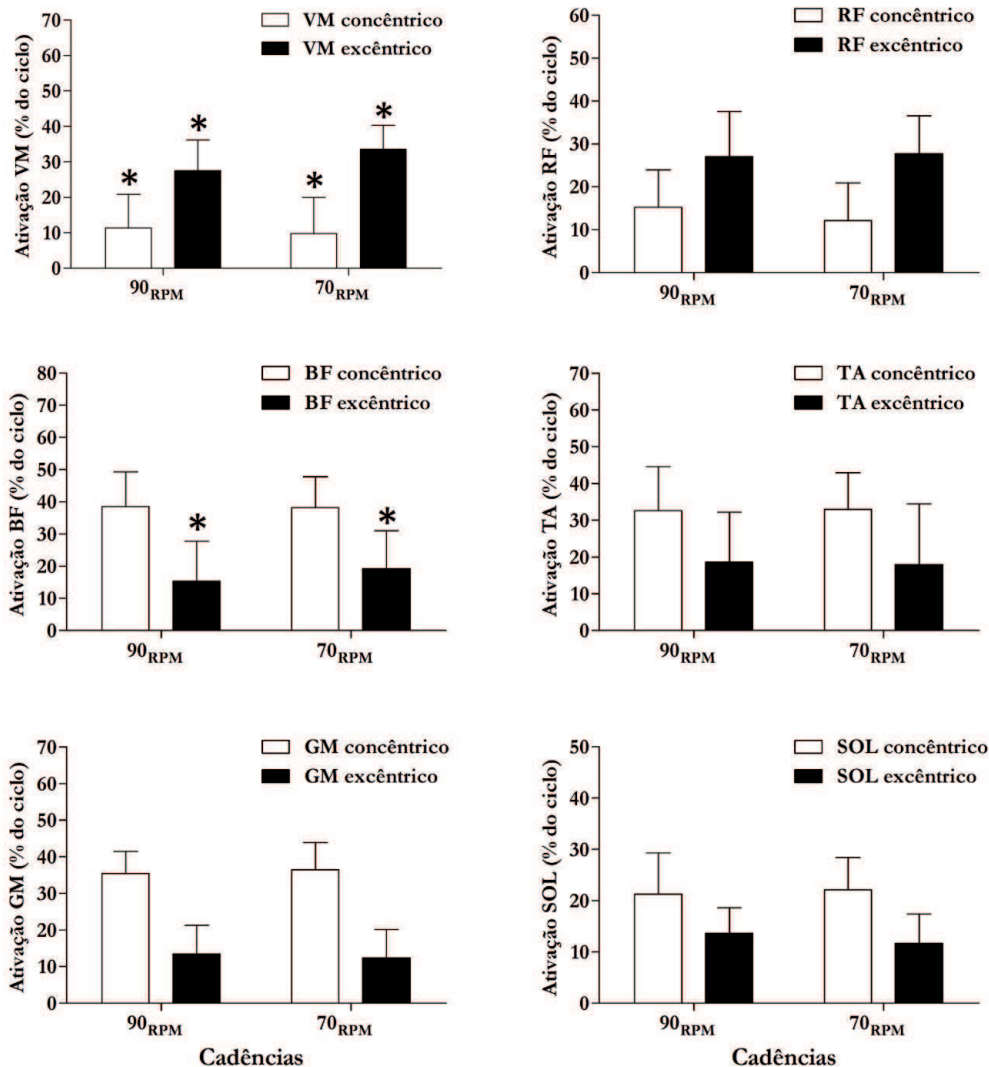 Ativação VM (% do ciclo)
70
60
50
40
30
20
10
0
VM concêntrico
VM excêntrico
*
*
*
*
90RPM
70RPM
Ativação RF (% do ciclo)
60
50
40
30
20
10
0
RF concêntrico
RF excêntrico
90RPM
70RPM
Ativação BF (% do ciclo)
80
70
60
50
40
30
20
10
0
BF concêntrico
BF excêntrico
*
*
90RPM
70RPM
Ativação TA (% do ciclo)
70
60
50
40
30
20
10
0
TA concêntrico
TA excêntrico
90RPM
70RPM
Ativação GM (% do ciclo)
70
60
50
40
30
20
10
0
GM concêntrico
GM excêntrico
90RPM
70RPM
Cadências
Ativação SOL (% do ciclo)
50
40
30
20
10
0
SOL concêntrico
SOL excêntrico
90RPM
70RPM
Cadências